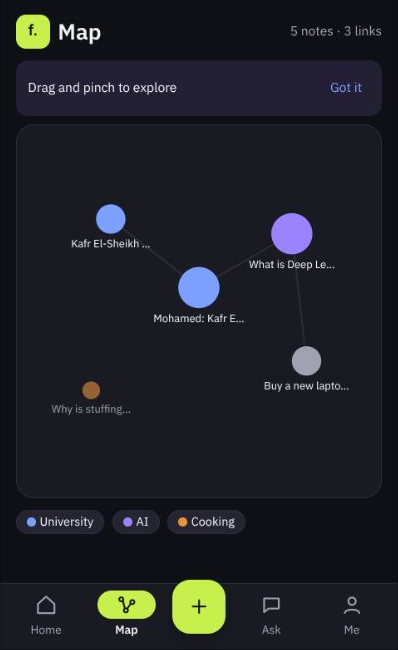 f. Map
5 notes · 3 links
Drag and pinch to explore
Got it
Kafr El-Sheikh ...
What is Deep Le...
Mohamed: Kafr E...
Buy a new lapto...
Why is stuffing...
University
AI
Cooking
Home
Map
+
Ask
Me